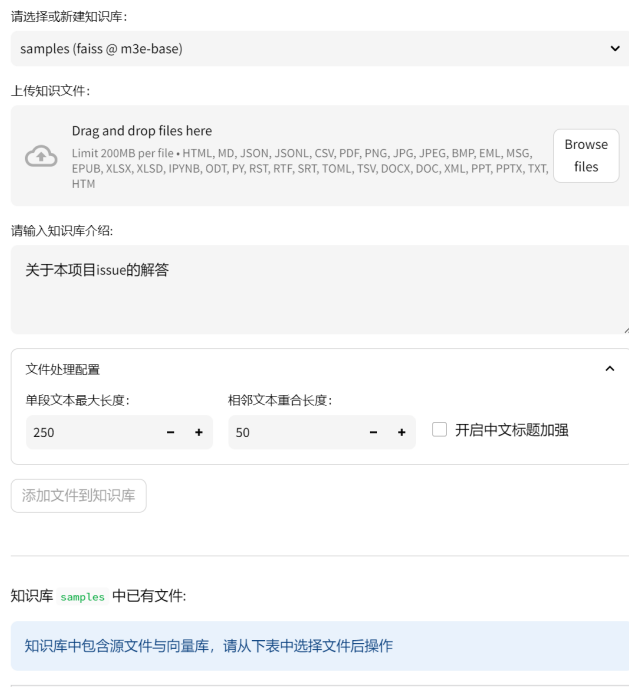 请选择或新建知识库：
samples (faiss @ m3e-base)
上传知识文件：
Drag and drop files here
Limit 200MB per file • HTML, MD, JSON, JSONL, CSV, PDF, PNG, JPG, JPEG, BMP, EML, MSG,
EPUB, XLSX, XLSD, IPYNB, ODT, PY, RST, RTF, SRT, TOML, TSV, DOCX, DOC, XML, PPT, PPTX, TXT,
HTM
Browse
files
请输入知识库介绍:
关于本项目issue的解答
文件处理配置
单段文本最大长度：
相邻文本重合长度：
250 - +
50 - +
开启中文标题加强
添加文件到知识库
知识库 samples 中已有文件:
知识库中包含源文件与向量库，请从下表中选择文件后操作